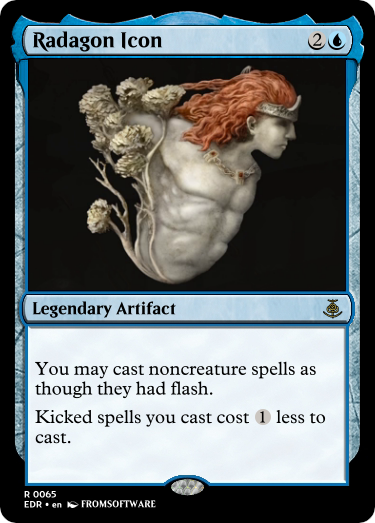 Radagon Icon 2
Legendary Artifact
You may cast noncreature spells as
though they had flash.
Kicked spells you cast cost 1 less to
cast.
R 0065
EDR • en FROMSOFTWARE